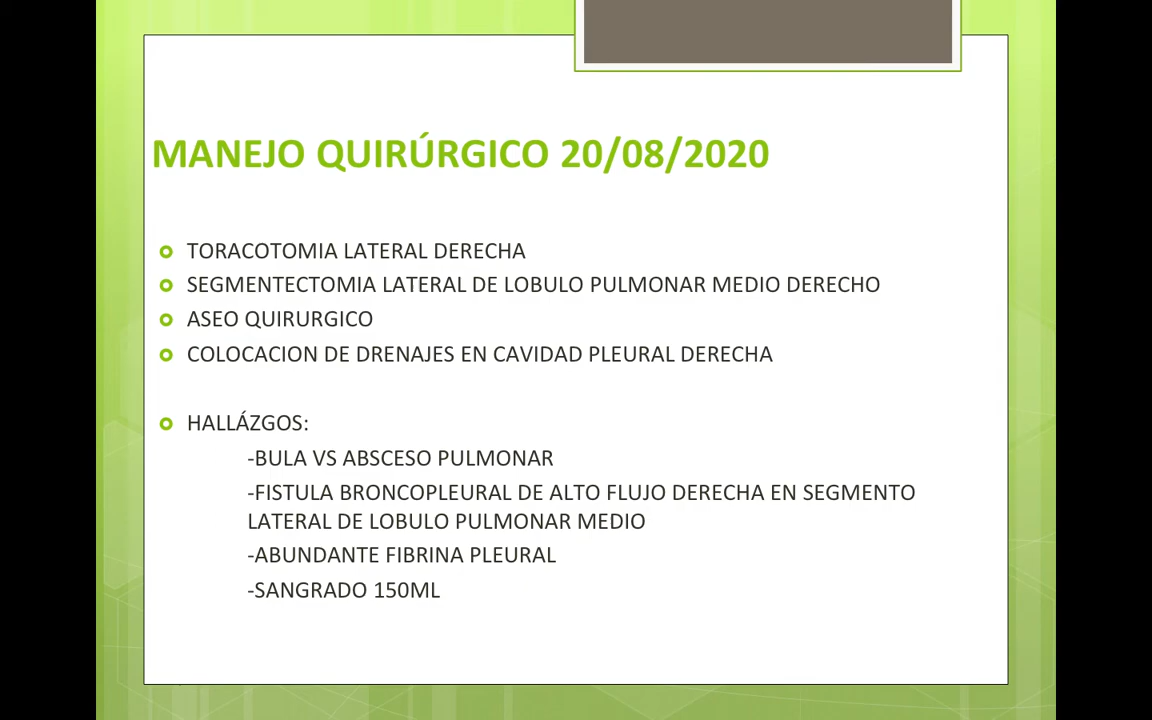 MANEJO QUIRÚRGICO 20/08/2020
TORACOTOMIA LATERAL DERECHA
SEGMENTECTOMIA LATERAL DE LOBULO PULMONAR MEDIO DERECHO
ASEO QUIRURGICO
COLOCACION DE DRENAJES EN CAVIDAD PLEURAL DERECHA
HALLÁZGOS:
-BULA VS ABSCESO PULMONAR
-FISTULA BRONCOPLEURAL DE ALTO FLUJO DERECHA EN SEGMENTO
LATERAL DE LOBULO PULMONAR MEDIO
-ABUNDANTE FIBRINA PLEURAL
-SANGRADO 150ML